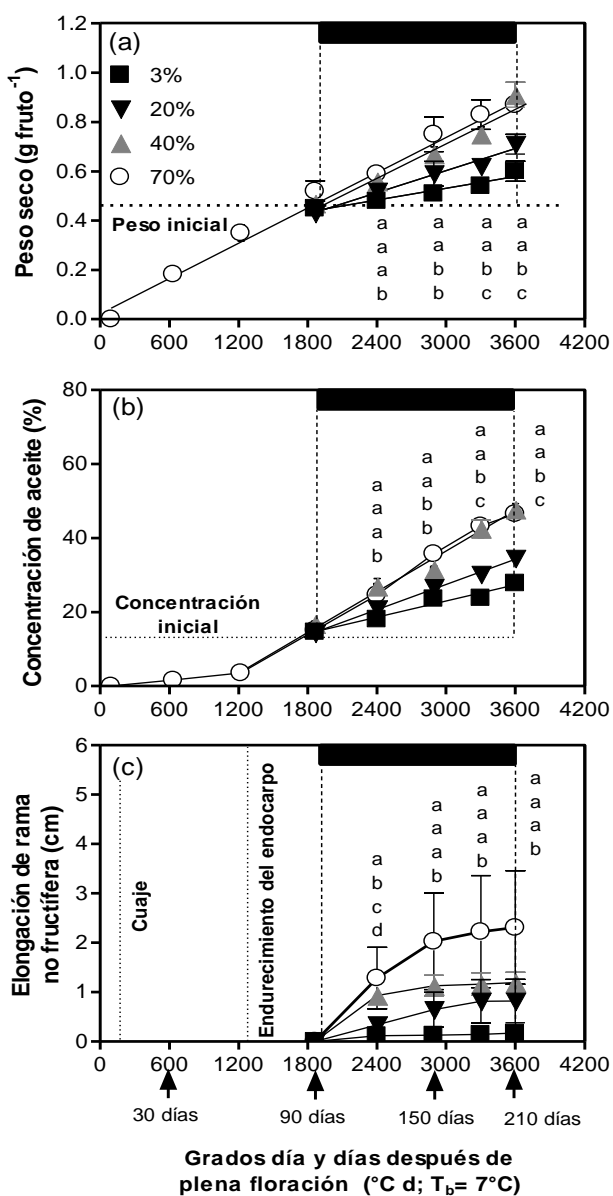 (a)
3%
20%
40%
70%
Peso inicial
a a a a
a a a a
a b b b
b b c c
Peso seco (g fruto⁻¹)
1.2
1.0
0.8
0.6
0.4
0.2
0.0
0 600 1200 1800 2400 3000 3600 4200
(b)
a a a a
a a a a
a b b b
b b c c
Concentración
inicial
Concentración de aceite (%)
80
60
40
20
0
0 600 1200 1800 2400 3000 3600 4200
(c)
Cuaje
Endurecimiento del endocarpo
a a a a
b a a a
c a a a
d b b b
Elongación de rama
no fructífera (cm)
6
5
4
3
2
1
0
0 600 1200 1800 2400 3000 3600 4200
30 días 90 días 150 días 210 días
Grados día y días después de
plena floración (°C d; Tb= 7°C)